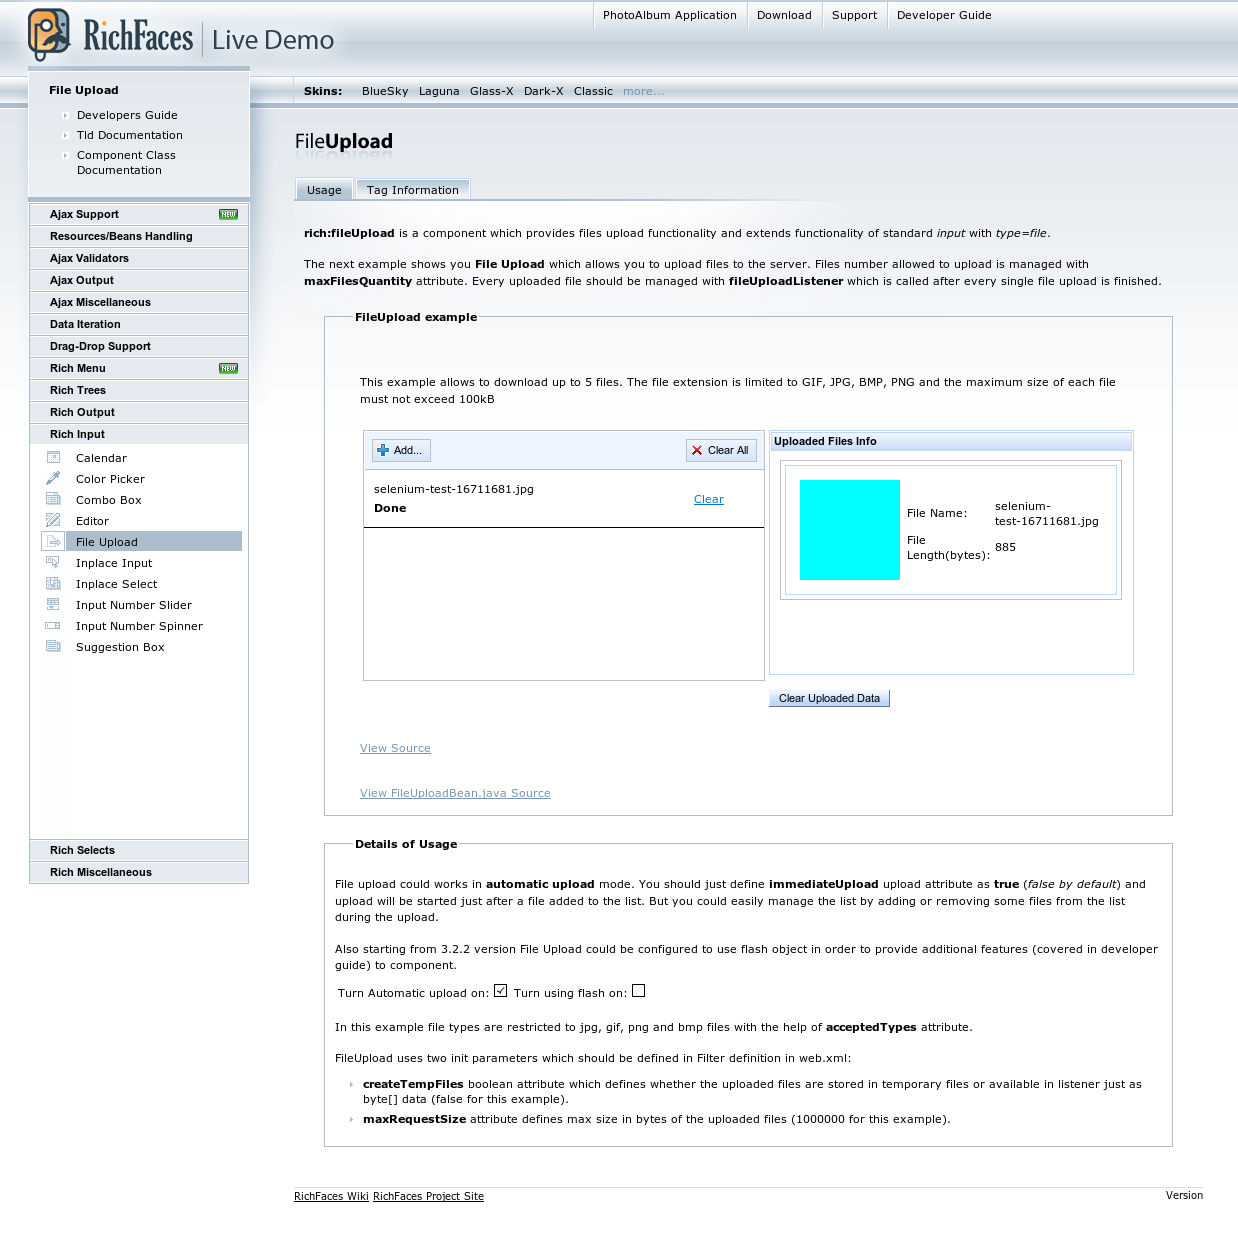 PhotoAlbum Application Download Support Developer Guide
RichFaces Live Demo
File Upload
Developers Guide
Tld Documentation
Component Class
Documentation
Skins: BlueSky Laguna Glass-X Dark-X Classic more...
FileUpload
Usage Tag Information
Ajax Support NEW
Resources/Beans Handling
Ajax Validators
Ajax Output
Ajax Miscellaneous
Data Iteration
Drag-Drop Support
Rich Menu NEW
Rich Trees
Rich Output
Rich Input
Calendar
Color Picker
Combo Box
Editor
File Upload
Inplace Input
Inplace Select
Input Number Slider
Input Number Spinner
Suggestion Box
Rich Selects
Rich Miscellaneous
rich:fileUpload is a component which provides files upload functionality and extends functionality of standard input with type=file.
The next example shows you File Upload which allows you to upload files to the server. Files number allowed to upload is managed with
maxFilesQuantity attribute. Every uploaded file should be managed with fileUploadListener which is called after every single file upload is finished.
FileUpload example
This example allows to download up to 5 files. The file extension is limited to GIF, JPG, BMP, PNG and the maximum size of each file
must not exceed 100kB
Add... Clear All
selenium-test-16711681.jpg
Done
Clear
Uploaded Files Info
File Name: selenium-
test-16711681.jpg
File
Length(bytes): 885
Clear Uploaded Data
View Source
View FileUploadBean.java Source
Details of Usage
File upload could works in automatic upload mode. You should just define immediateUpload upload attribute as true (false by default) and
upload will be started just after a file added to the list. But you could easily manage the list by adding or removing some files from the list
during the upload.
Also starting from 3.2.2 version File Upload could be configured to use flash object in order to provide additional features (covered in developer
guide) to component.
Turn Automatic upload on: Turn using flash on:
In this example file types are restricted to jpg, gif, png and bmp files with the help of acceptedTypes attribute.
FileUpload uses two init parameters which should be defined in Filter definition in web.xml:
createTempFiles boolean attribute which defines whether the uploaded files are stored in temporary files or available in listener just as
byte[] data (false for this example).
maxRequestSize attribute defines max size in bytes of the uploaded files (1000000 for this example).
RichFaces Wiki RichFaces Project Site Version